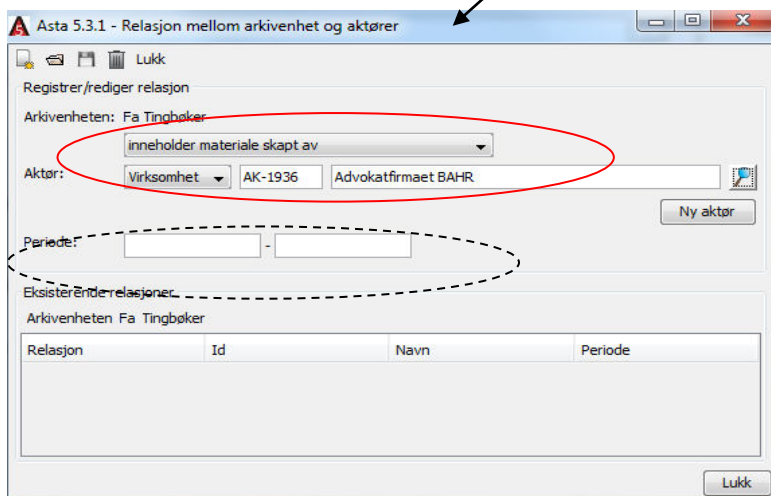 Asta 5.3.1 - Relasjon mellom arkivenhet og aktører
Lukk
Registrer/rediger relasjon
Arkivenheten: Fa Tingbøker
inneholder materiale skapt av
Aktør: Virksomhet AK-1936 Advokatfirmaet BAHR
Ny aktør
Periode: -
Eksisterende relasjoner
Arkivenheten Fa Tingbøker
Relasjon Id Navn Periode
Lukk